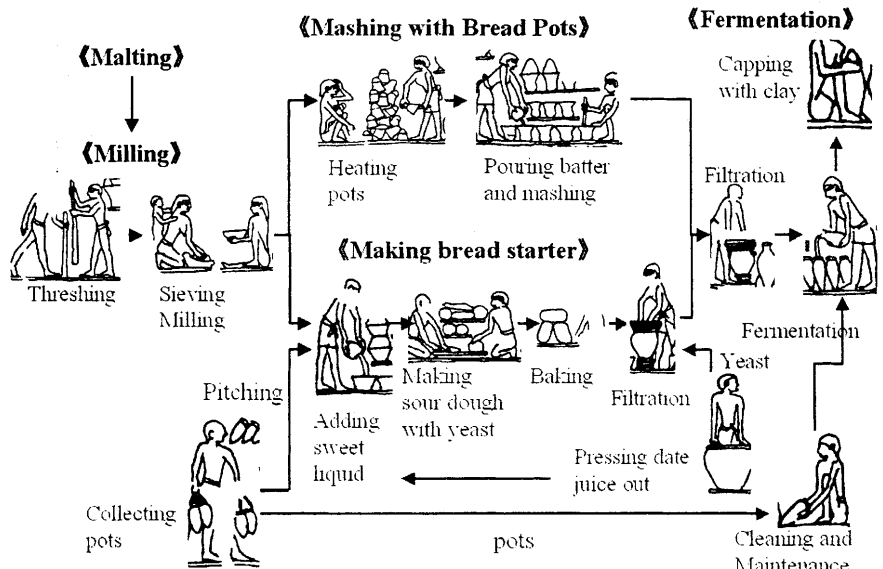 《Malting》
《Milling》
Threshing
Sieving
Milling
《Mashing with Bread Pots》
Heating
pots
Pouring batter
and mashing
《Making bread starter》
Adding
sweet
liquid
Making
sour dough
with yeast
Baking
Filtration
《Fermentation》
Capping
with clay
Filtration
Fermentation
Yeast
Pressing date
juice out
Pitching
Collecting
pots
pots
Cleaning and
Maintenance